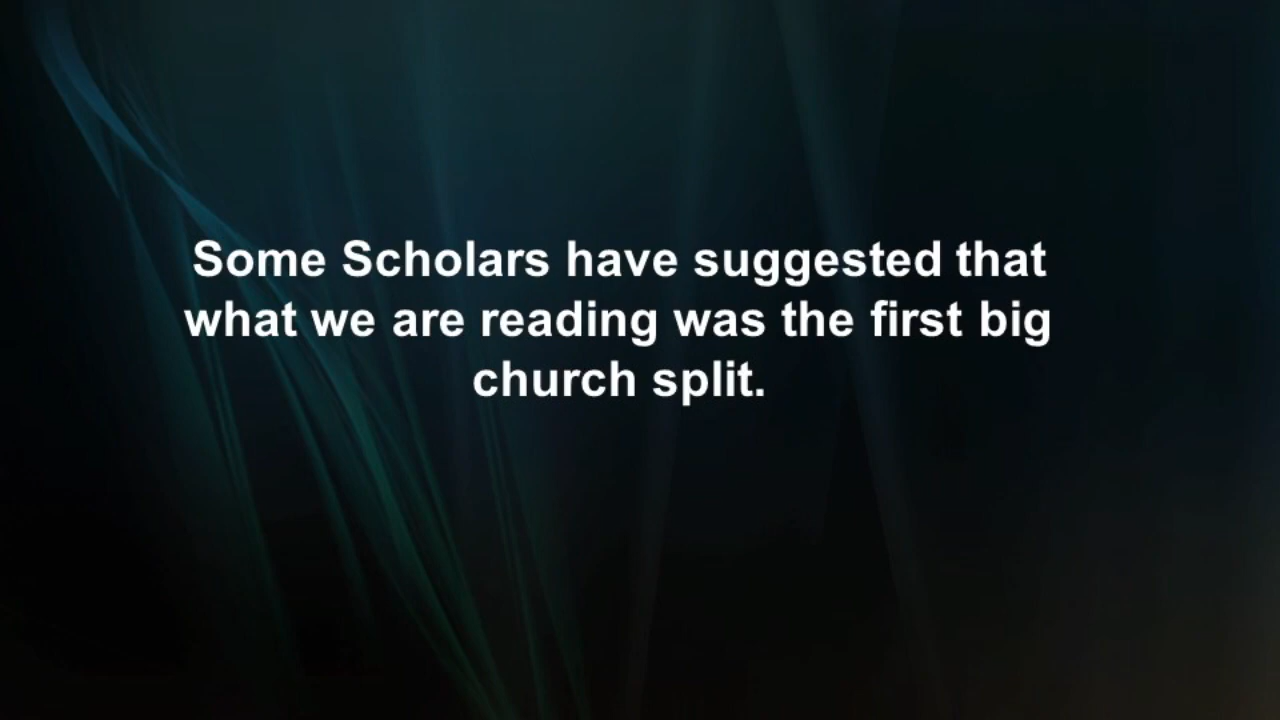 Some Scholars have suggested that
what we are reading was the first big
church split.